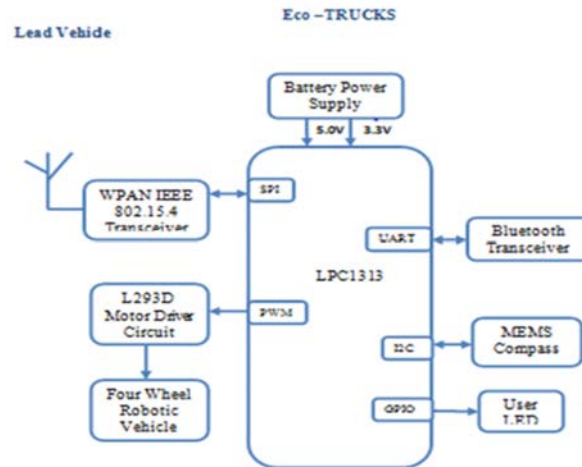 Eco –TRUCKS
Lead Vehicle
Battery Power
Supply
5.0V 3.3V
WPAN IEEE
802.15.4
Transceiver
SPI
UART
Bluetooth
Transceiver
LPC1313
L293D
Motor Driver
Circuit
PWM
I2C
MEMS
Compass
Four Wheel
Robotic
Vehicle
GPIO
User
LED